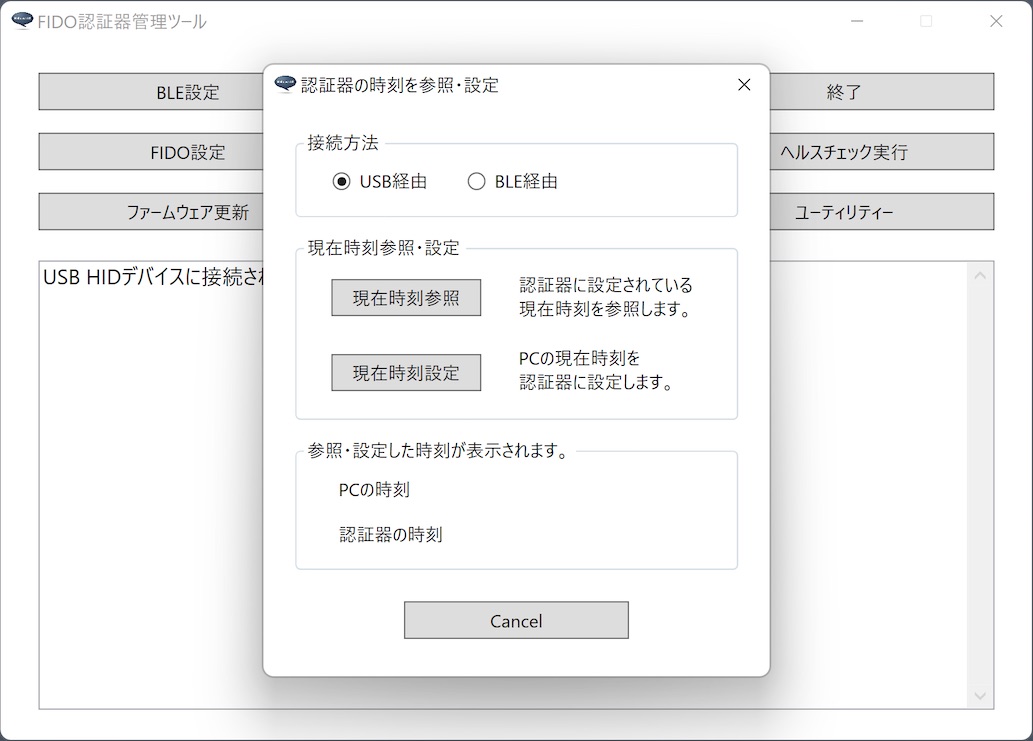 FIDO認証器管理ツール
認証器の時刻を参照・設定
BLE設定
終了
FIDO設定
ヘルスチェック実行
ファームウェア更新
ユーティリティー
USB HIDデバイスに接続され
接続方法
USB経由
BLE経由
現在時刻参照・設定
現在時刻参照
認証器に設定されている
現在時刻を参照します。
現在時刻設定
PCの現在時刻を
認証器に設定します。
参照・設定した時刻が表示されます。
PCの時刻
認証器の時刻
Cancel